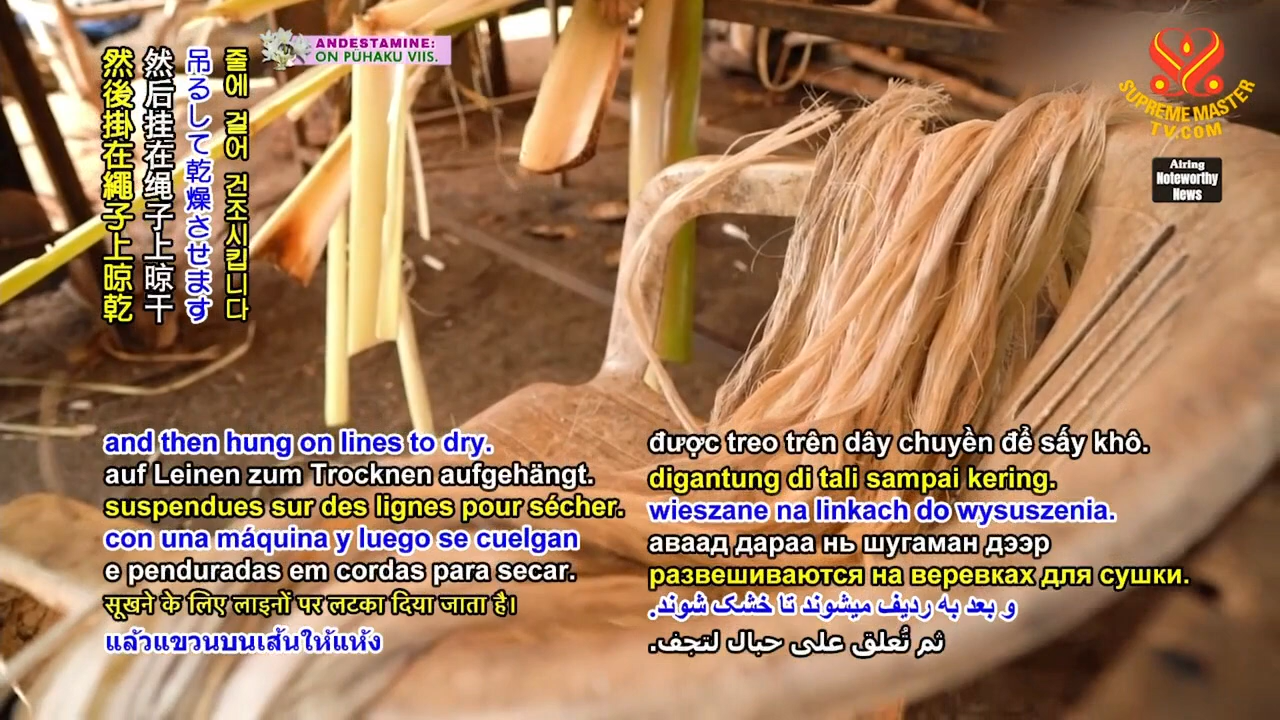 ANDESTAMINE:
ON PÜHAKU VIIS.
SUPREME MASTER
TV.COM
Airing
Noteworthy
News
줄에 걸어 건조시킵니다
吊るして乾燥させます
然后挂在绳子上晾干
然後掛在繩子上晾乾
and then hung on lines to dry.
auf Leinen zum Trocknen aufgehängt.
suspendues sur des lignes pour sécher.
con una máquina y luego se cuelgan
e penduradas em cordas para secar.
सूखने के लिए लाइनों पर लटका दिया जाता है।
แล้วแขวนบนเส้นให้แห้ง
được treo trên dây chuyền để sấy khô.
digantung di tali sampai kering.
wieszane na linkach do wysuszenia.
аваад дараа нь шугаман дээр
развешиваются на веревках для сушки.
و بعد به ردیف میشوند تا خشک شوند.
ثم تُعلق على حبال لتجف.